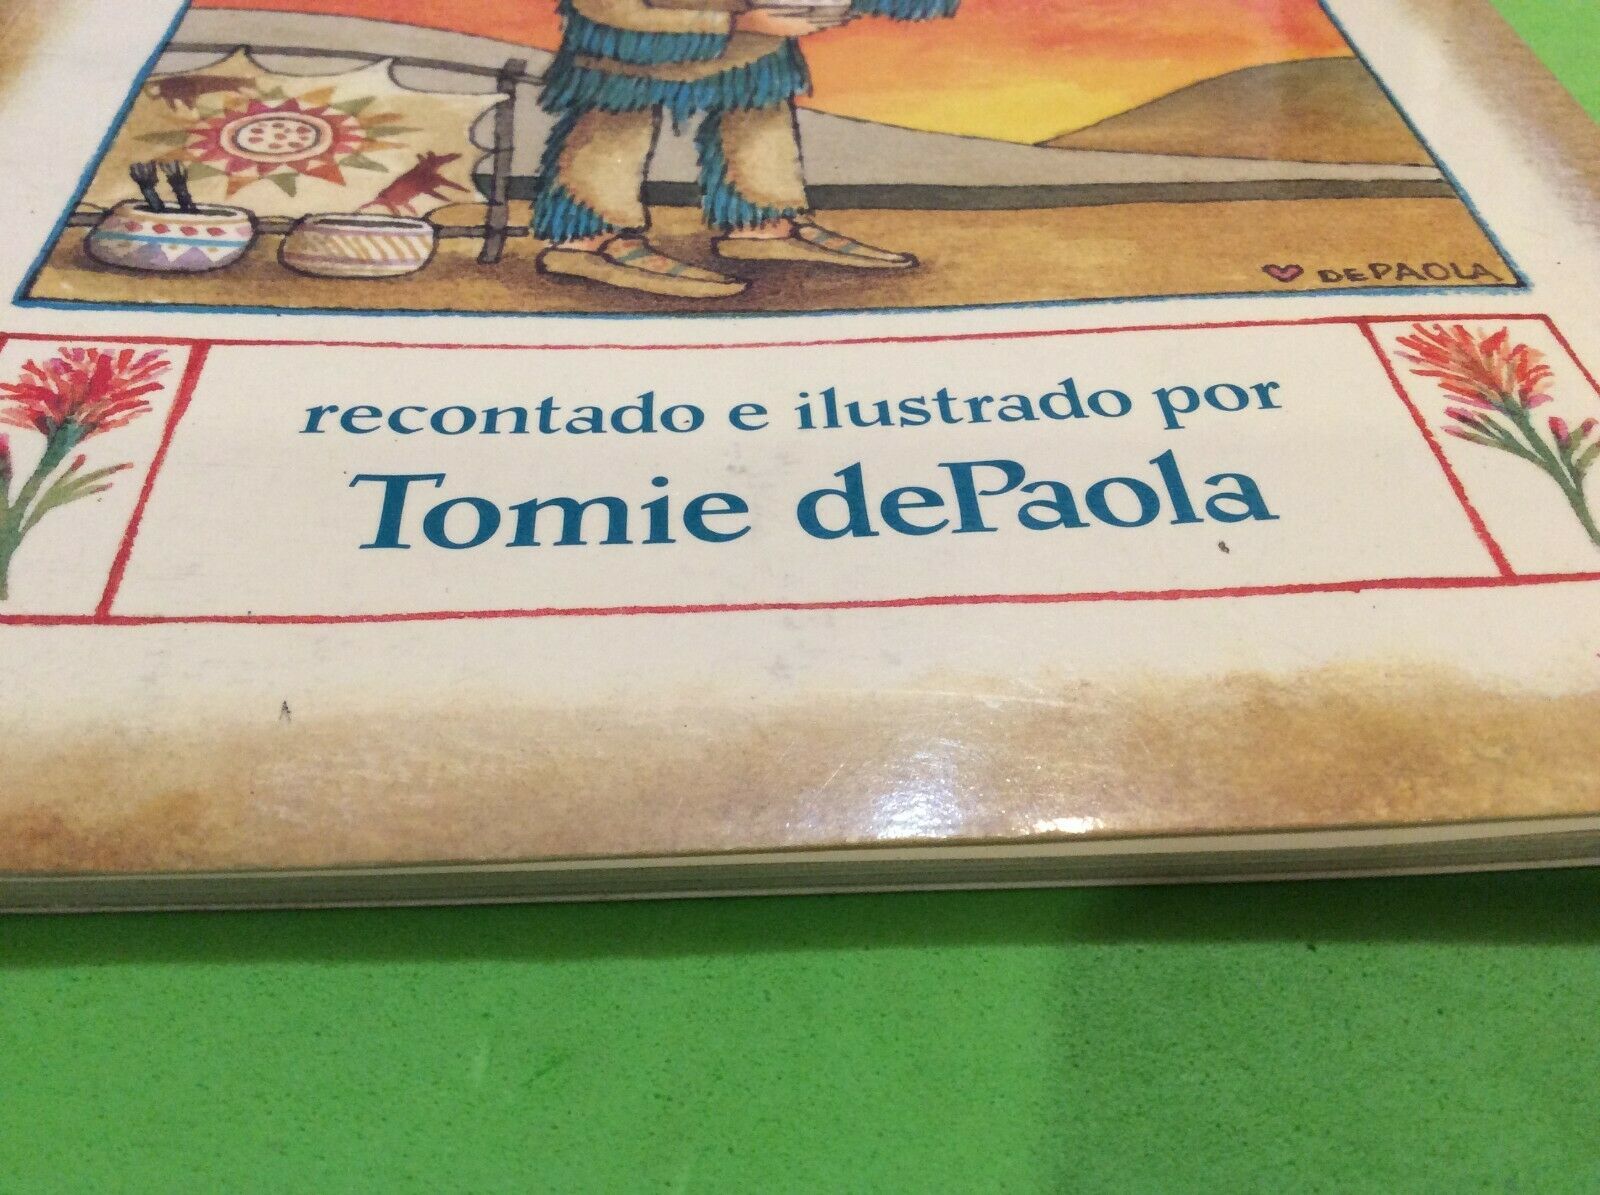 ♥ DEPAOLA
recontado e ilustrado por
Tomie dePaola